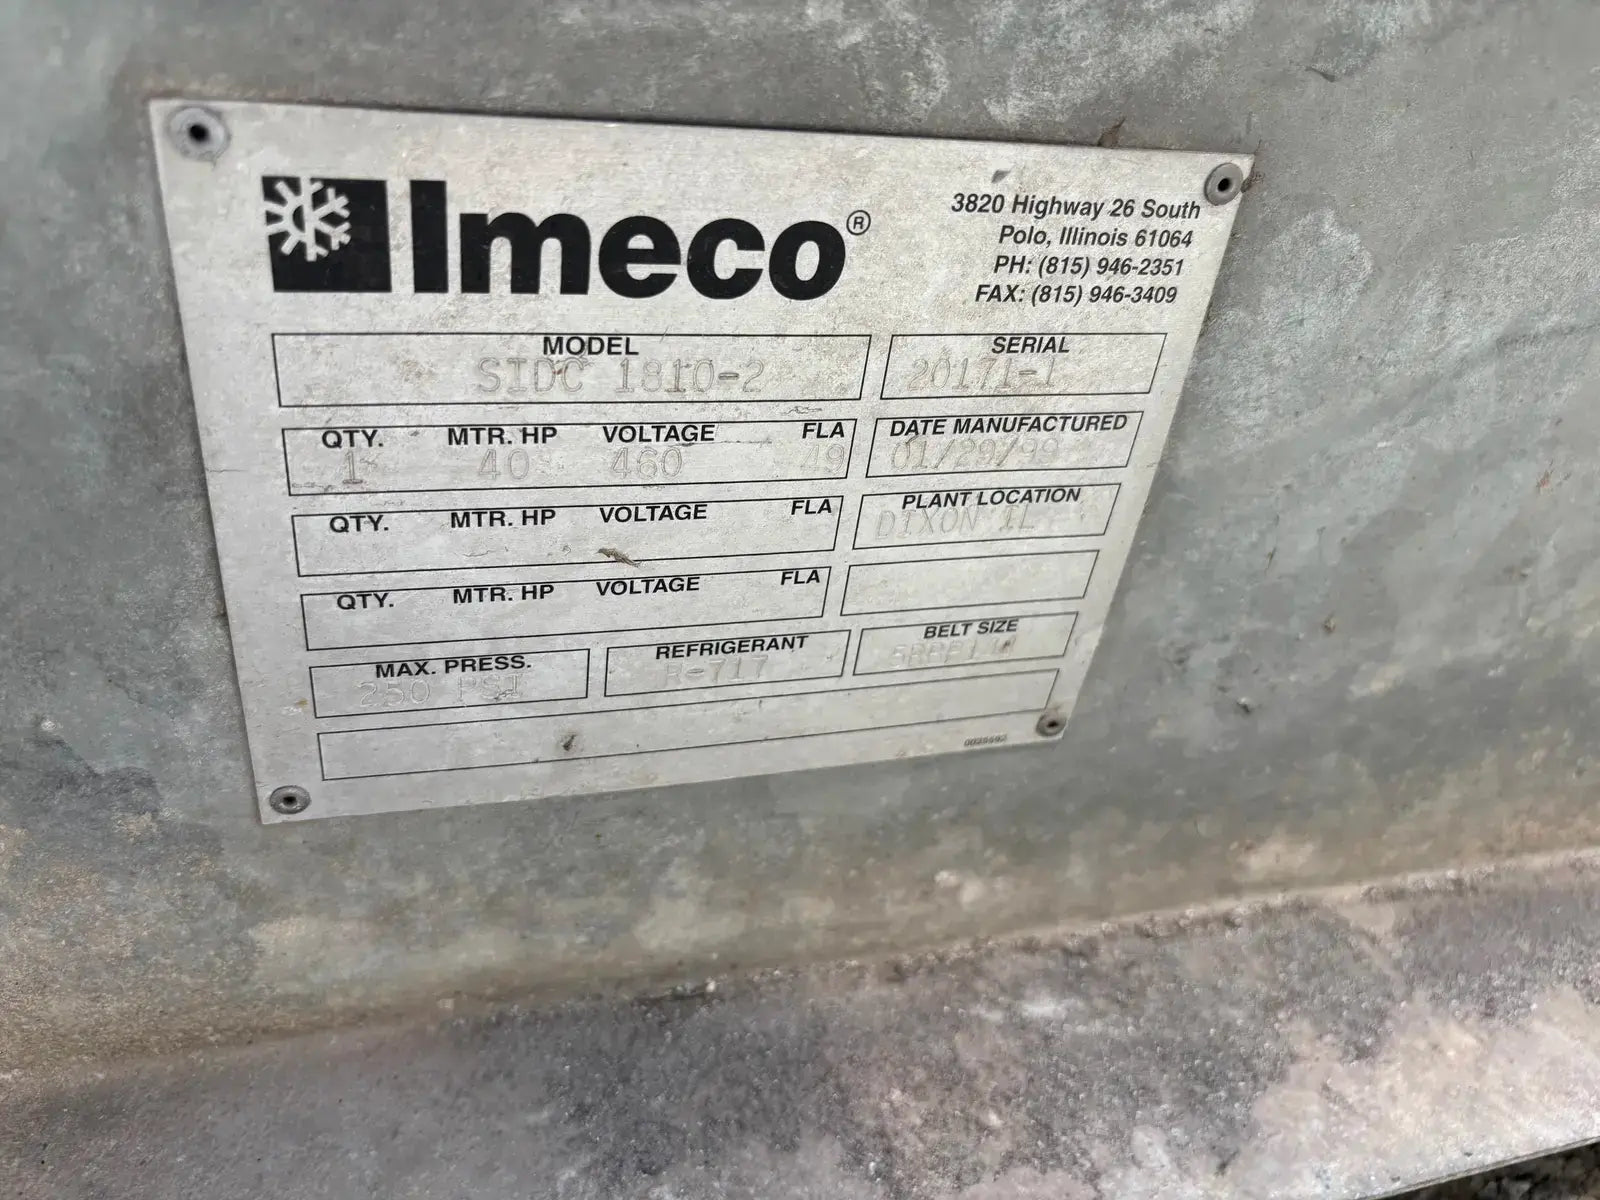 Imeco®
3820 Highway 26 South
Polo, Illinois 61064
PH: (815) 946-2351
FAX: (815) 946-3409
MODEL
SIDC 1810-2
SERIAL
20171-1
QTY. MTR. HP VOLTAGE FLA
1 40 460 49
DATE MANUFACTURED
01/29/99
QTY. MTR. HP VOLTAGE FLA
PLANT LOCATION
DIXON IL
QTY. MTR. HP VOLTAGE FLA
MAX. PRESS.
250 PSI
REFRIGERANT
R-717
BELT SIZE